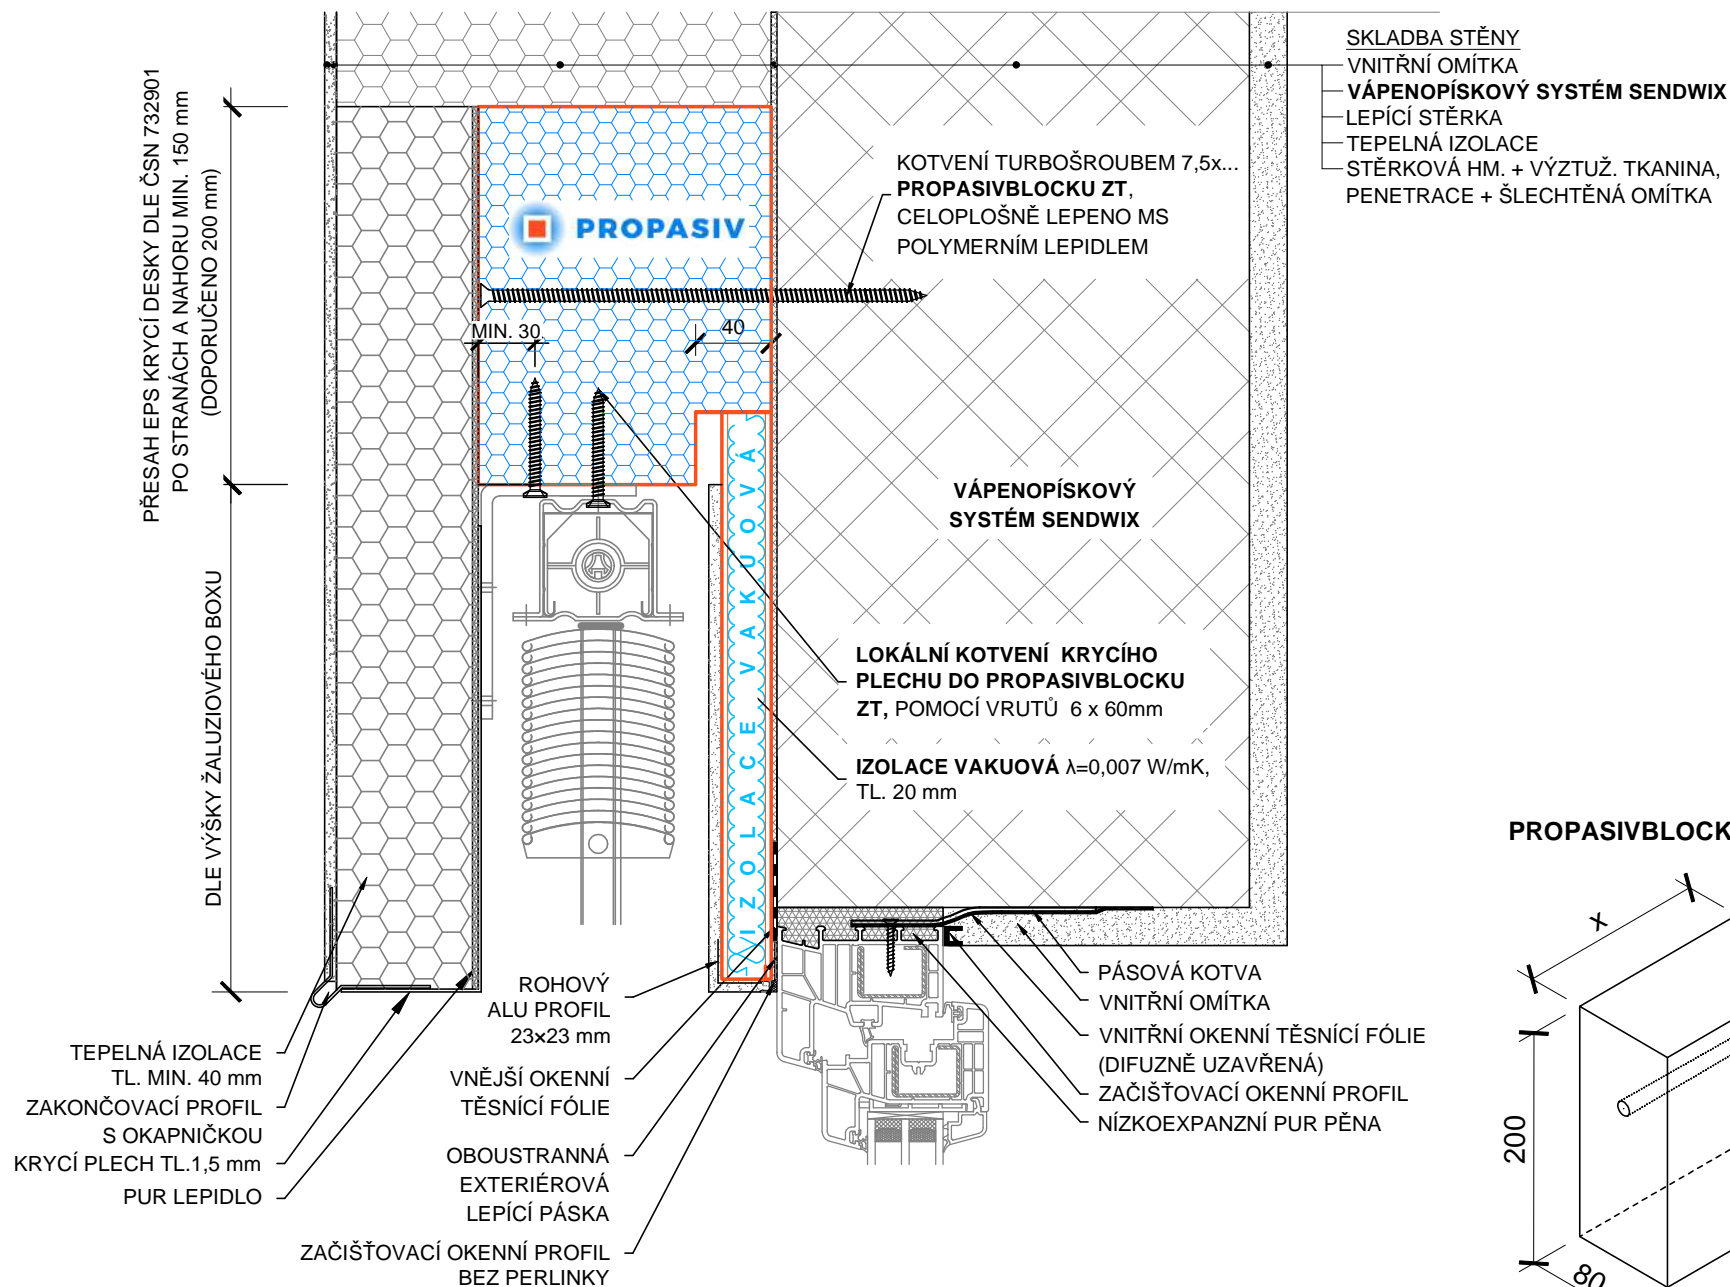 SKLADBA STĚNY
VNITŘNÍ OMÍTKA
VÁPENOPÍSKOVÝ SYSTÉM SENDWIX
LEPÍCÍ STĚRKA
TEPELNÁ IZOLACE
STĚRKOVÁ HM. + VÝZTUŽ. TKANINA,
PENETRACE + ŠLECHTĚNÁ OMÍTKA
PŘESAH EPS KRYCÍ DESKY DLE ČSN 732901
PO STRANÁCH A NAHORU MIN. 150 mm
(DOPORUČENO 200 mm)
DLE VÝŠKY ŽALUZIOVÉHO BOXU
KOTVENÍ TURBOŠROUBEM 7,5x...
PROPASIVBLOCKU ZT,
CELOPLOŠNĚ LEPENO MS
POLYMERNÍM LEPIDLEM
PROPASIV
MIN. 30
40
VÁPENOPÍSKOVÝ
SYSTÉM SENDWIX
IZOLACE VAKUOVÁ
LOKÁLNÍ KOTVENÍ KRYCÍHO
PLECHU DO PROPASIVBLOCKU
ZT, POMOCÍ VRUTŮ 6 x 60mm
IZOLACE VAKUOVÁ λ=0,007 W/mK,
TL. 20 mm
PROPASIVBLOCK
x
200
80
ROHOVÝ
ALU PROFIL
23×23 mm
VNĚJŠÍ OKENNÍ
TĚSNÍCÍ FÓLIE
OBOUSTRANNÁ
EXTERIÉROVÁ
LEPÍCÍ PÁSKA
ZAČIŠŤOVACÍ OKENNÍ PROFIL
BEZ PERLINKY
TEPELNÁ IZOLACE
TL. MIN. 40 mm
ZAKONČOVACÍ PROFIL
S OKAPNIČKOU
KRYCÍ PLECH TL.1,5 mm
PUR LEPIDLO
PÁSOVÁ KOTVA
VNITŘNÍ OMÍTKA
VNITŘNÍ OKENNÍ TĚSNÍCÍ FÓLIE
(DIFUZNĚ UZAVŘENÁ)
ZAČIŠŤOVACÍ OKENNÍ PROFIL
NÍZKOEXPANZNÍ PUR PĚNA